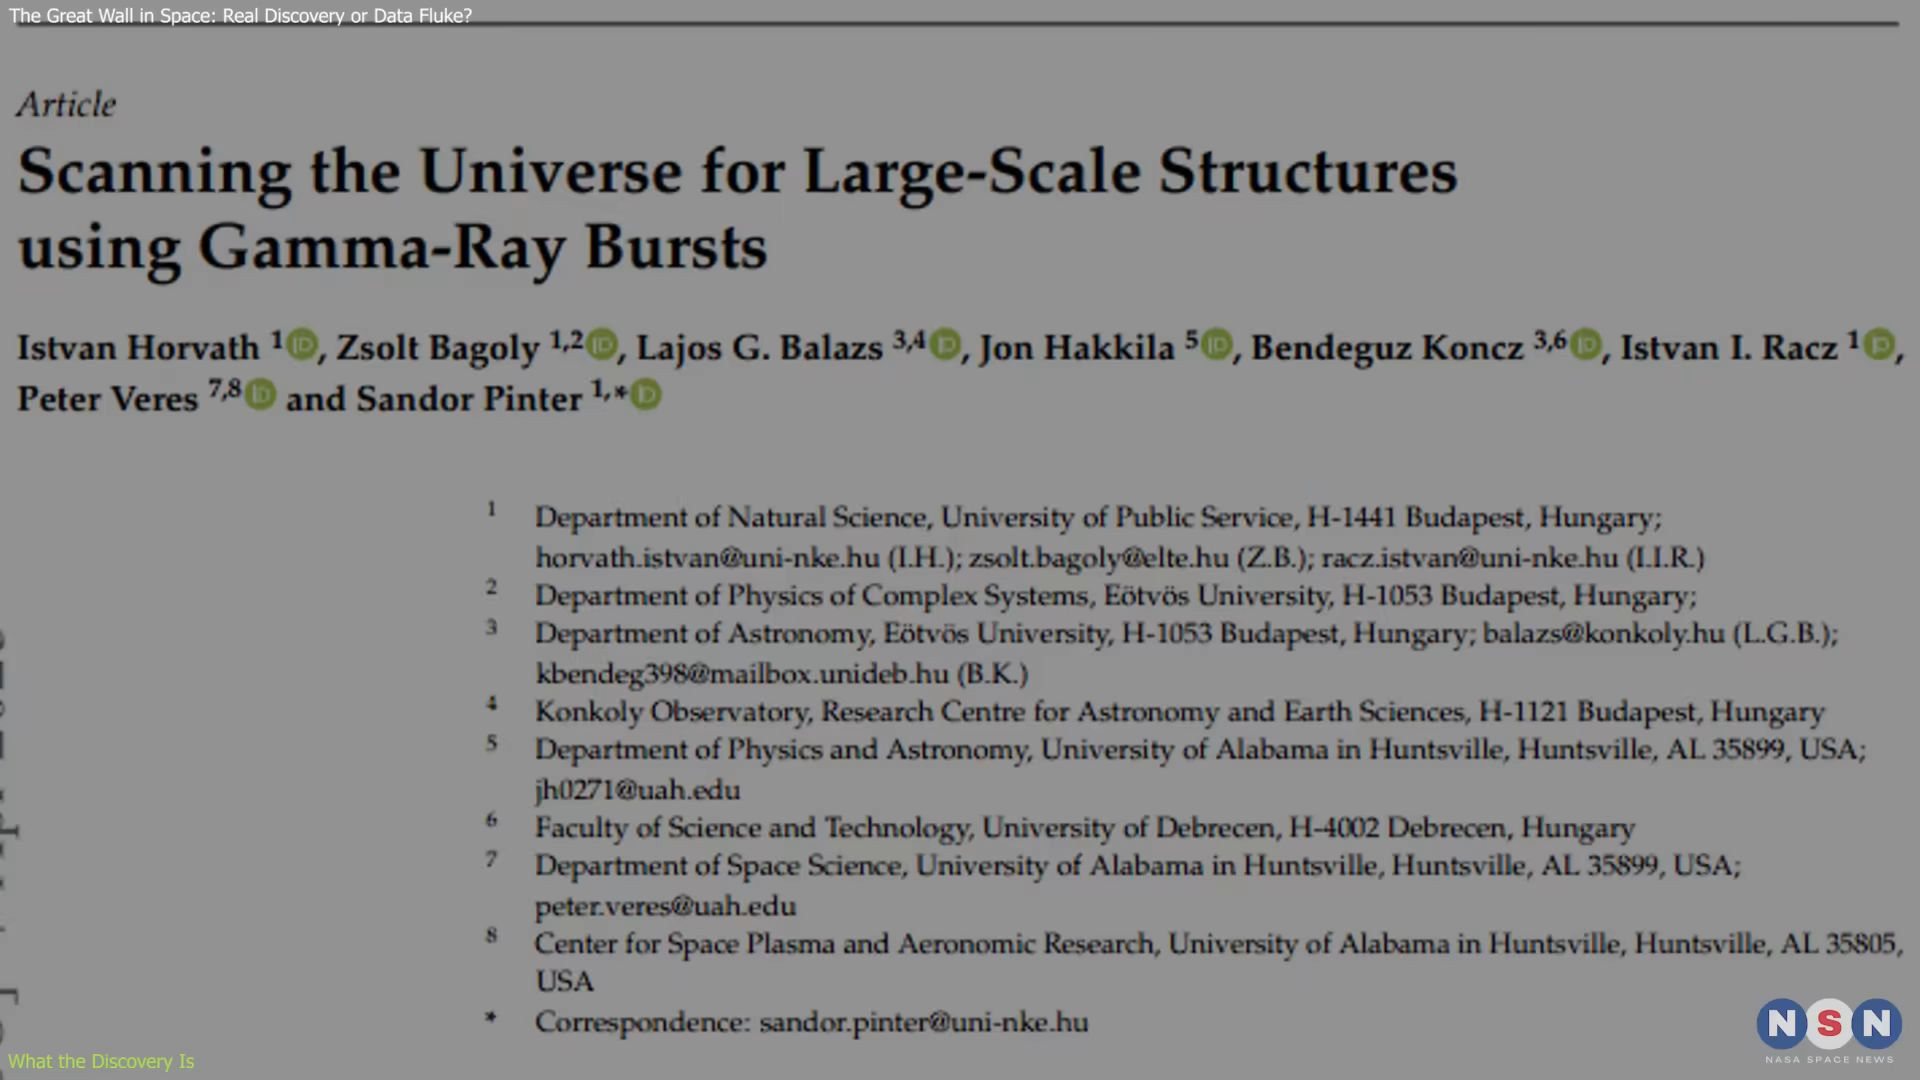 The Great Wall in Space: Real Discovery or Data Fluke?
Article
Scanning the Universe for Large-Scale Structures
using Gamma-Ray Bursts
Istvan Horvath 1 iD, Zsolt Bagoly 1,2 iD, Lajos G. Balazs 3,4 iD, Jon Hakkila 5 iD, Bendeguz Koncz 3,6 iD, Istvan I. Racz 1 iD,
Peter Veres 7,8 iD and Sandor Pinter 1,* iD
1 Department of Natural Science, University of Public Service, H-1441 Budapest, Hungary;
horvath.istvan@uni-nke.hu (I.H.); zsolt.bagoly@elte.hu (Z.B.); racz.istvan@uni-nke.hu (I.I.R.)
2 Department of Physics of Complex Systems, Eötvös University, H-1053 Budapest, Hungary;
3 Department of Astronomy, Eötvös University, H-1053 Budapest, Hungary; balazs@konkoly.hu (L.G.B.);
kbendeg398@mailbox.unideb.hu (B.K.)
4 Konkoly Observatory, Research Centre for Astronomy and Earth Sciences, H-1121 Budapest, Hungary
5 Department of Physics and Astronomy, University of Alabama in Huntsville, Huntsville, AL 35899, USA;
jh0271@uah.edu
6 Faculty of Science and Technology, University of Debrecen, H-4002 Debrecen, Hungary
7 Department of Space Science, University of Alabama in Huntsville, Huntsville, AL 35899, USA;
peter.veres@uah.edu
8 Center for Space Plasma and Aeronomic Research, University of Alabama in Huntsville, Huntsville, AL 35805,
USA
* Correspondence: sandor.pinter@uni-nke.hu
NSN
NASA SPACE NEWS
What the Discovery Is